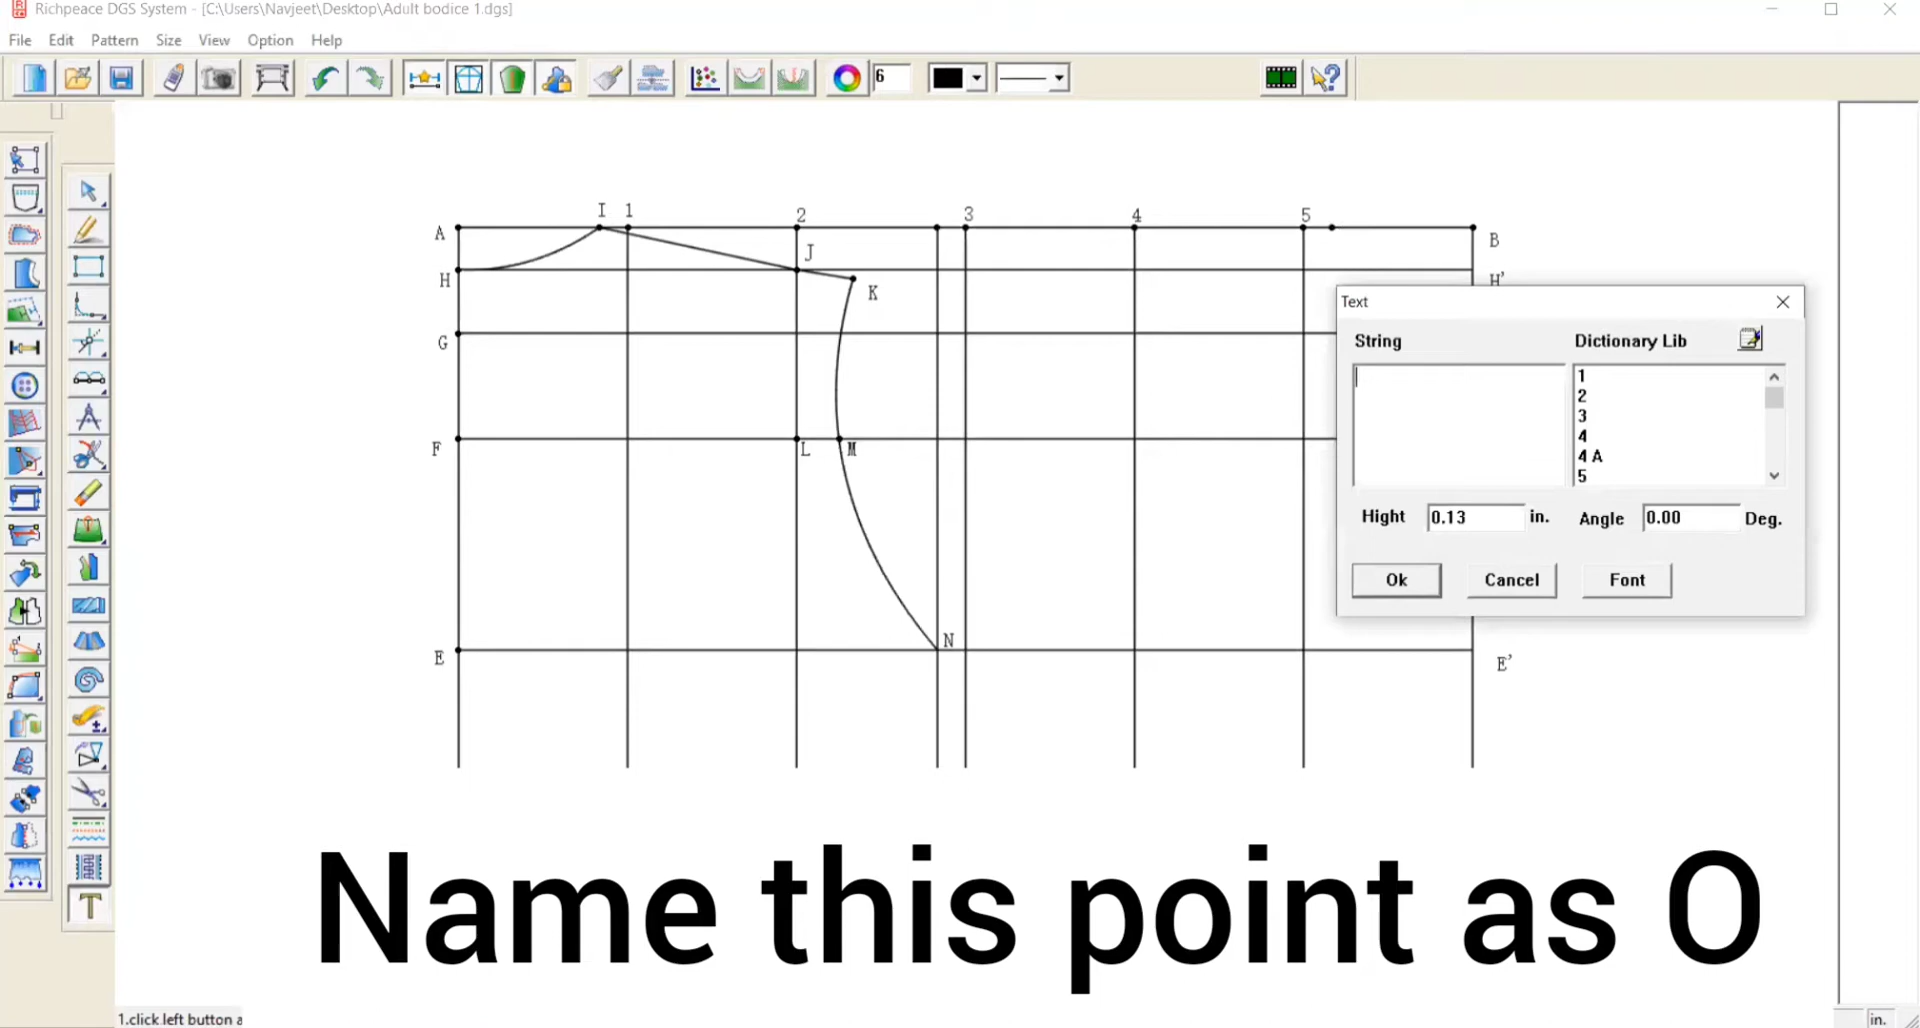 Richpeace DGS System - [C:\Users\Navjeet\Desktop\Adult bodice 1.dgs]
File Edit Pattern Size View Option Help
6
I 1 2 3 4 5
A B
J
H H'
K
G
F L M
N
E E'
Text
String Dictionary Lib
1
2
3
4
4 A
5
Hight 0.13 in. Angle 0.00 Deg.
Ok Cancel Font
T
Name this point as O
1.click left button a
in.